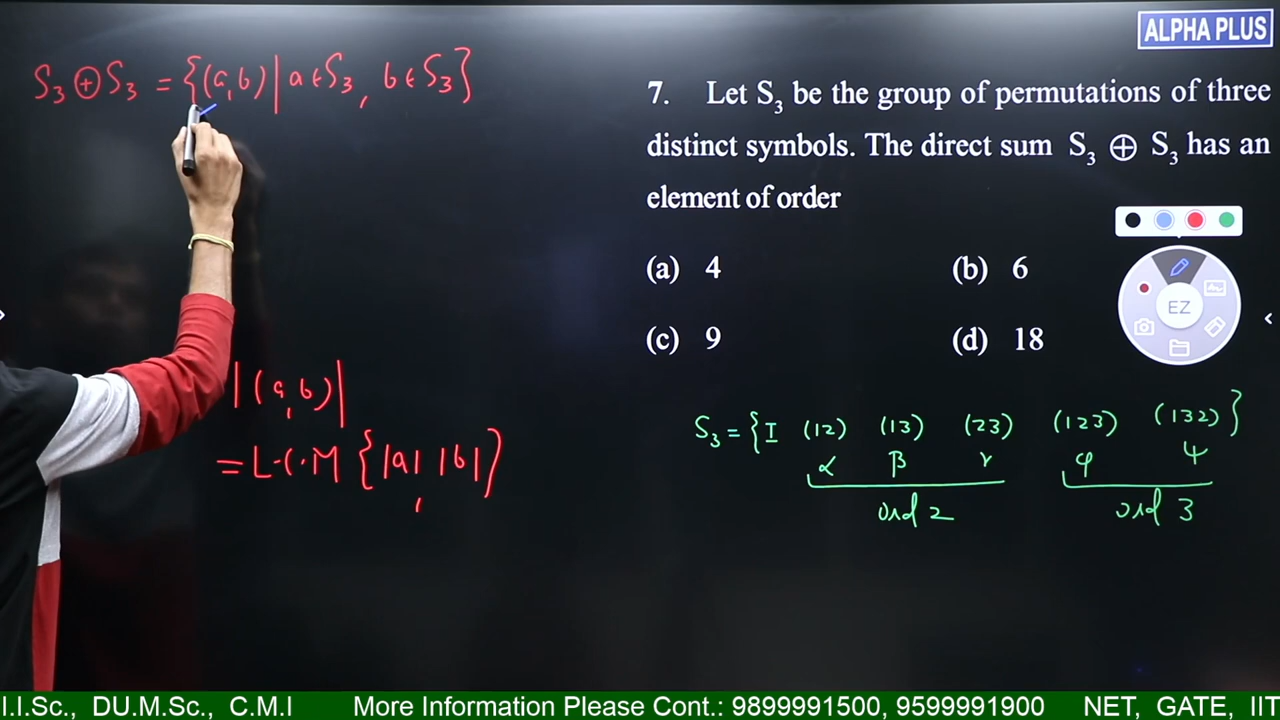 ALPHA PLUS
S₃ ⊕ S₃ = {(a,b) | a ∈ S₃, b ∈ S₃}
7. Let S₃ be the group of permutations of three
distinct symbols. The direct sum S₃ ⊕ S₃ has an
element of order
(a) 4
(b) 6
(c) 9
(d) 18
EZ
|(a,b)|
= L.C.M {|a|, |b|}
S₃ = {I (12) (13) (23) (123) (132)}
α β γ φ ψ
ord 2 ord 3
I.I.Sc., DU.M.Sc., C.M.I More Information Please Cont.: 9899991500, 9599991900 NET, GATE, IIT